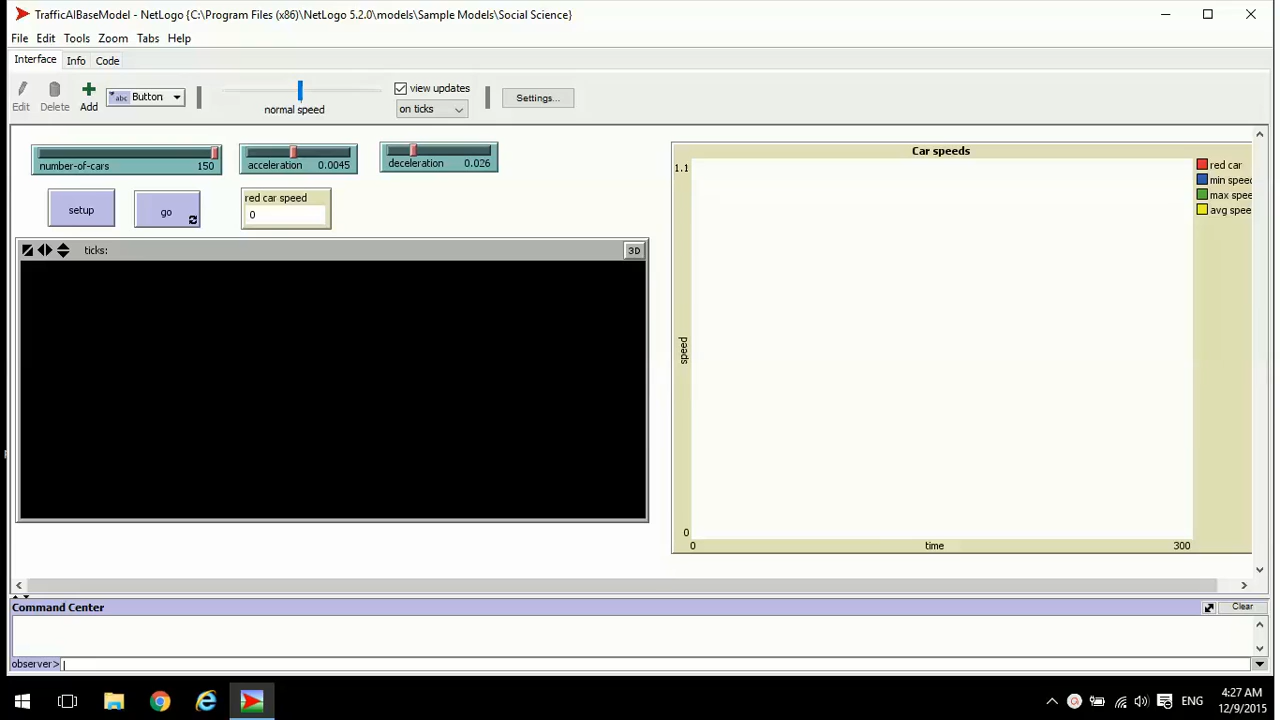 TrafficAIBaseModel - NetLogo {C:\Program Files (x86)\NetLogo 5.2.0\models\Sample Models\Social Science}
File Edit Tools Zoom Tabs Help
Interface Info Code
Edit Delete Add abc Button normal speed view updates on ticks Settings...
number-of-cars 150
acceleration 0.0045
deceleration 0.026
setup
go
red car speed
0
ticks: 3D
Car speeds
1.1
speed
0
0 time 300
red car
min speed
max spee
avg spee
Command Center Clear
observer>
ENG
4:27 AM
12/9/2015